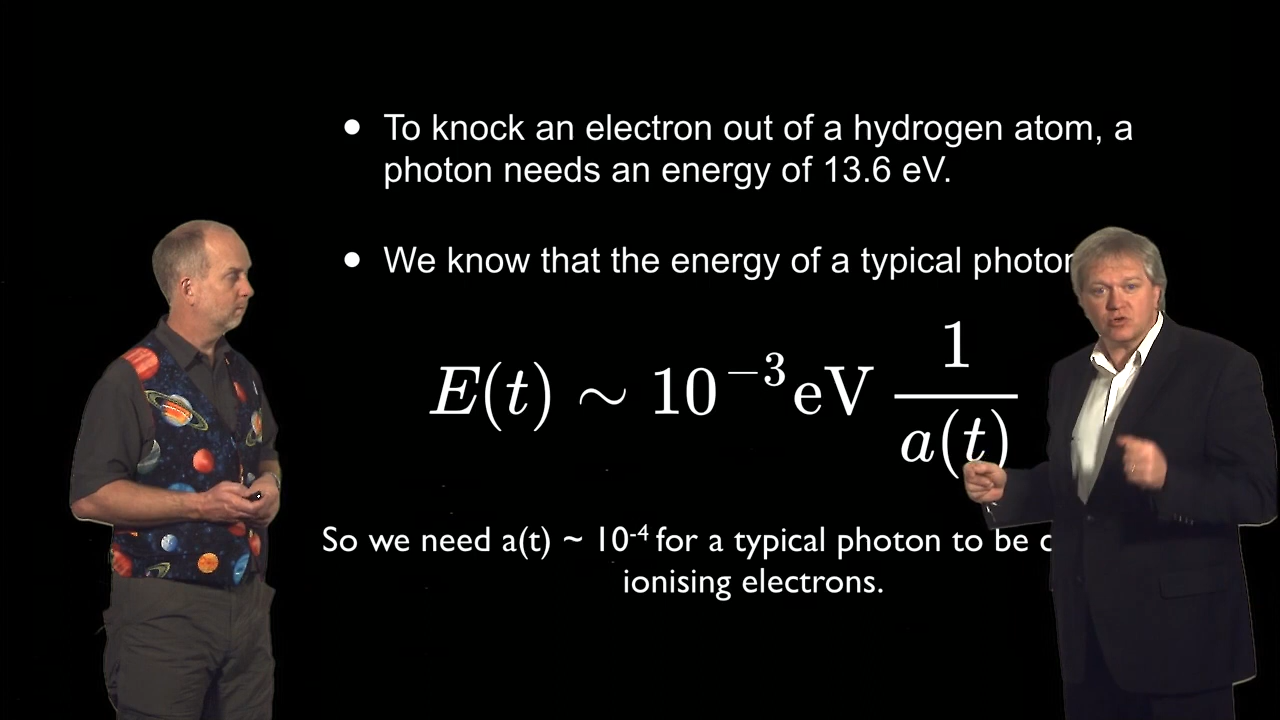 • To knock an electron out of a hydrogen atom, a
photon needs an energy of 13.6 eV.
• We know that the energy of a typical photon
E(t) ∼ 10⁻³ eV 1/a(t)
So we need a(t) ~ 10⁻⁴ for a typical photon to be
ionising electrons.